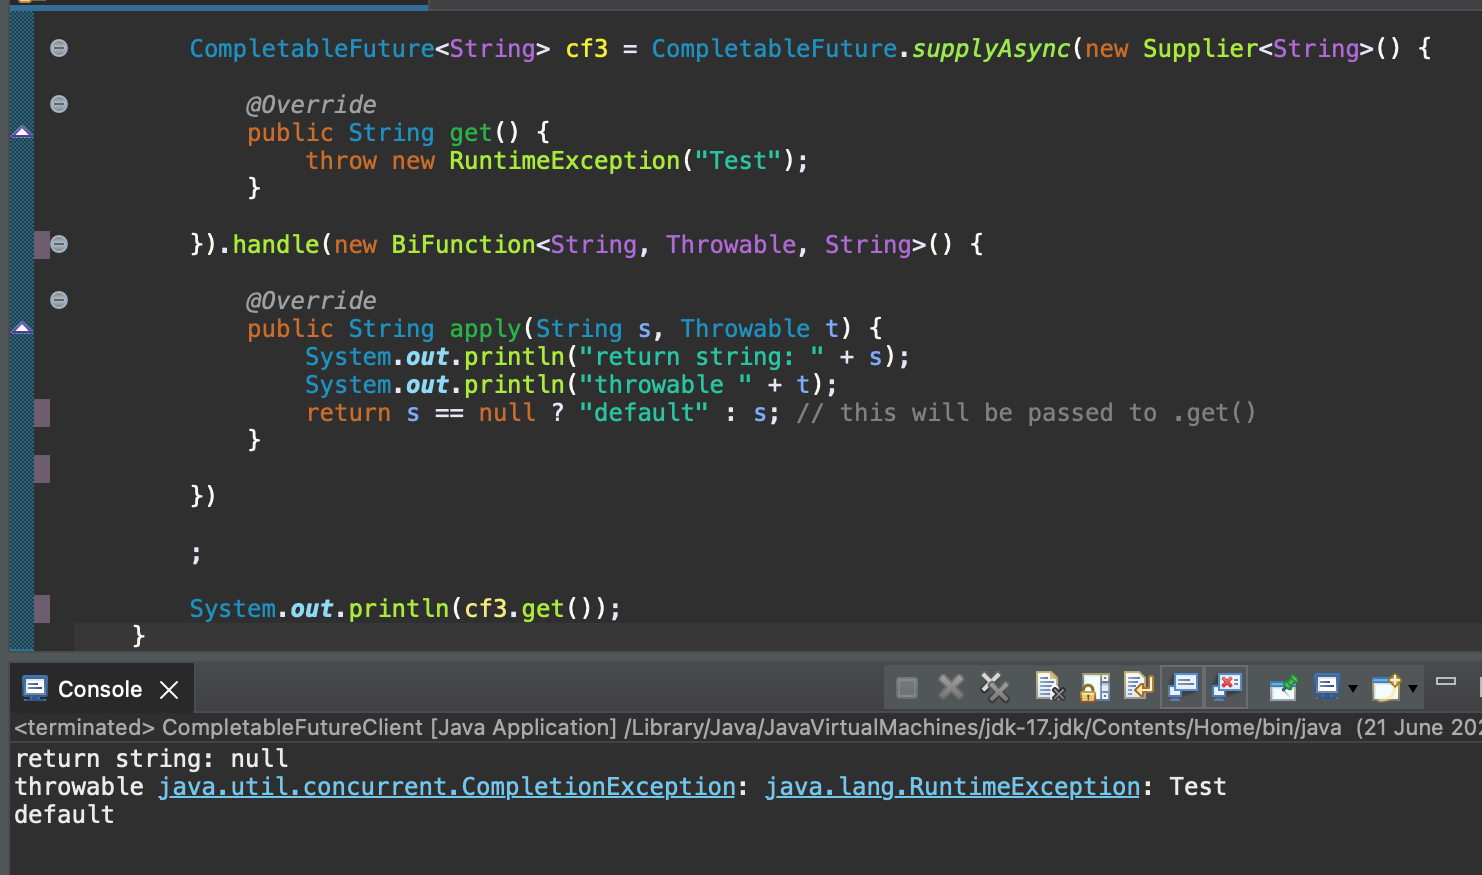 CompletableFuture<String> cf3 = CompletableFuture.supplyAsync(new Supplier<String>() {
@Override
public String get() {
throw new RuntimeException("Test");
}
}).handle(new BiFunction<String, Throwable, String>() {
@Override
public String apply(String s, Throwable t) {
System.out.println("return string: " + s);
System.out.println("throwable " + t);
return s == null ? "default" : s; // this will be passed to .get()
}
})
;
System.out.println(cf3.get());
}
Console
<terminated> CompletableFutureClient [Java Application] /Library/Java/JavaVirtualMachines/jdk-17.jdk/Contents/Home/bin/java (21 June
return string: null
throwable java.util.concurrent.CompletionException: java.lang.RuntimeException: Test
default